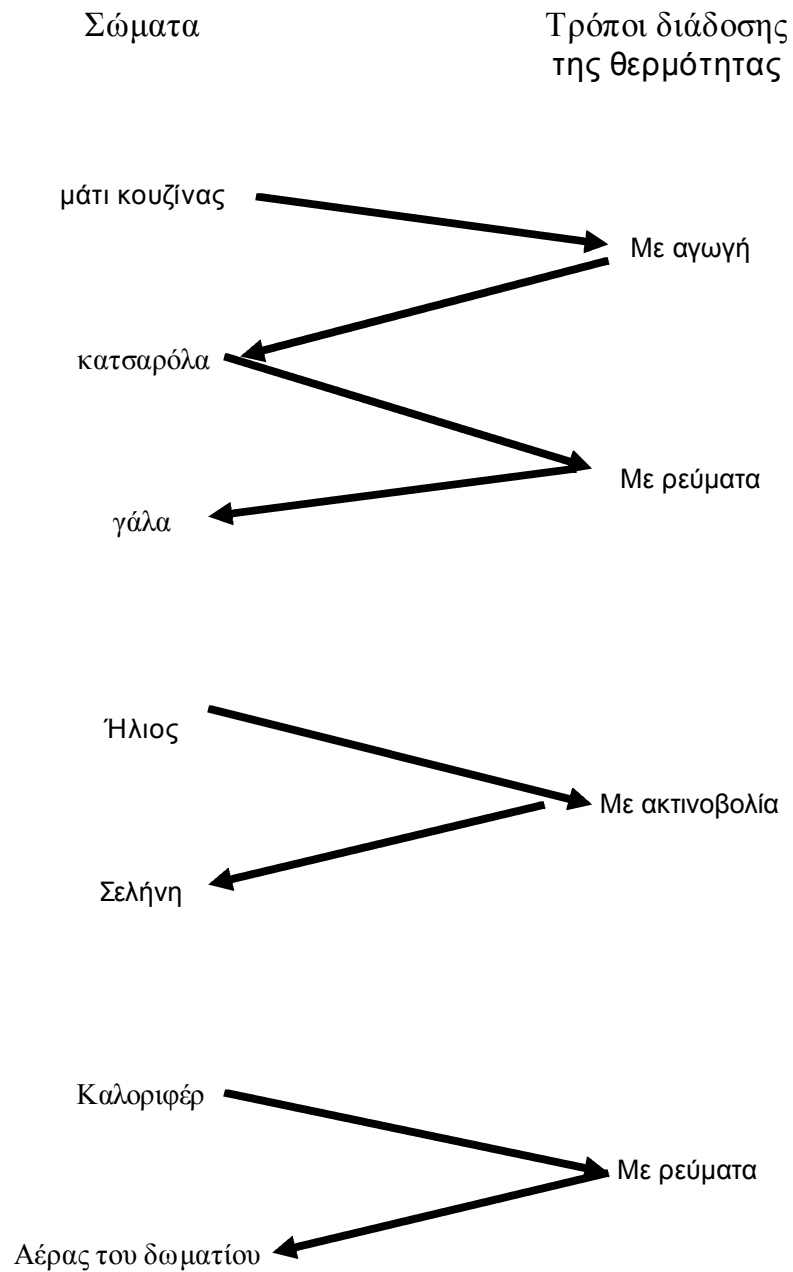 Σώματα
Τρόποι διάδοσης
της θερμότητας
μάτι κουζίνας
Με αγωγή
κατσαρόλα
Με ρεύματα
γάλα
Ήλιος
Με ακτινοβολία
Σελήνη
Καλοριφέρ
Με ρεύματα
Αέρας του δωματίου